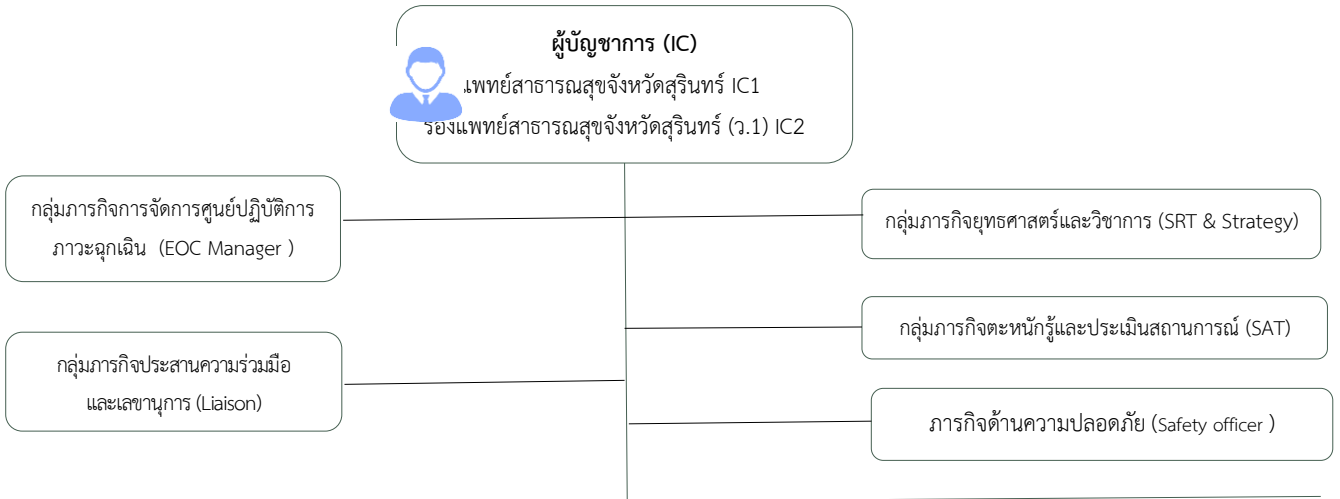 ผู้บัญชาการ (IC)
นายแพทย์สาธารณสุขจังหวัดสุรินทร์ IC1
รองแพทย์สาธารณสุขจังหวัดสุรินทร์ (ว.1) IC2
กลุ่มภารกิจการจัดการศูนย์ปฏิบัติการ
ภาวะฉุกเฉิน (EOC Manager )
กลุ่มภารกิจยุทธศาสตร์และวิชาการ (SRT & Strategy)
กลุ่มภารกิจตะหนักรู้และประเมินสถานการณ์ (SAT)
กลุ่มภารกิจประสานความร่วมมือ
และเลขานุการ (Liaison)
ภารกิจด้านความปลอดภัย (Safety officer )